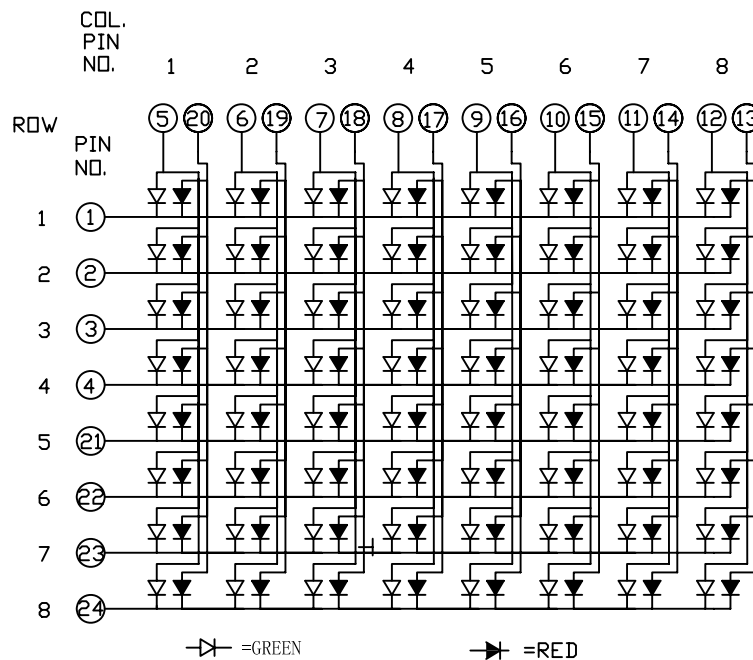 COL.
PIN
NO.
1 2 3 4 5 6 7 8
ROW
5 20 6 19 7 18 8 17 9 16 10 15 11 14 12 13
PIN
NO.
1 1
2 2
3 3
4 4
5 21
6 22
7 23
8 24
=GREEN =RED